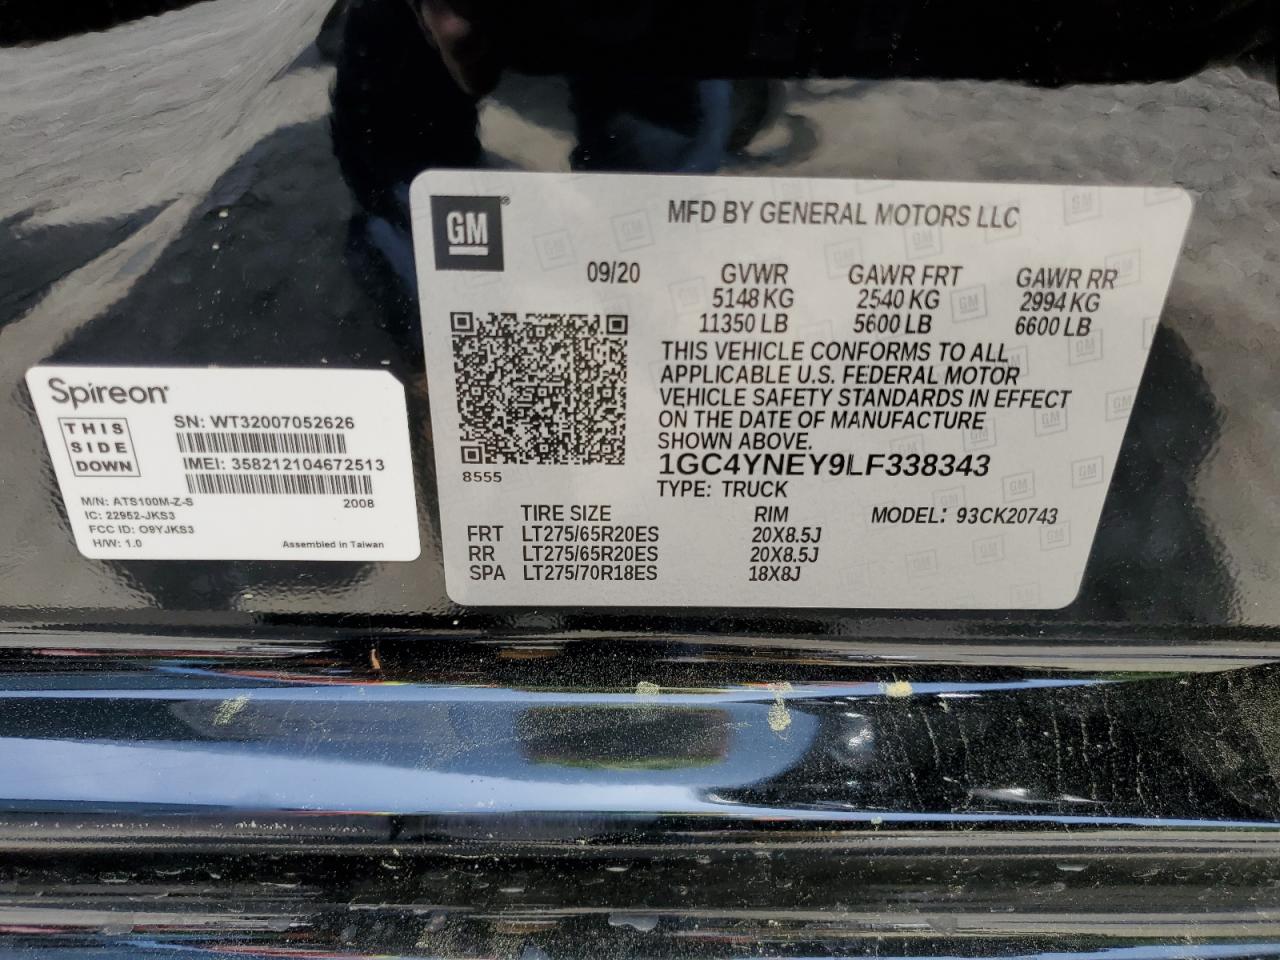 GM
MFD BY GENERAL MOTORS LLC
09/20 GVWR GAWR FRT GAWR RR
5148 KG 2540 KG 2994 KG
11350 LB 5600 LB 6600 LB
THIS VEHICLE CONFORMS TO ALL
APPLICABLE U.S. FEDERAL MOTOR
VEHICLE SAFETY STANDARDS IN EFFECT
ON THE DATE OF MANUFACTURE
SHOWN ABOVE.
8555 1GC4YNEY9LF338343
TYPE: TRUCK
TIRE SIZE RIM MODEL: 93CK20743
FRT LT275/65R20ES 20X8.5J
RR LT275/65R20ES 20X8.5J
SPA LT275/70R18ES 18X8J
Spireon
THIS
SIDE
DOWN
SN: WT32007052626
IMEI: 358212104672513
M/N: ATS100M-Z-S 2008
IC: 22952-JKS3
FCC ID: O9YJKS3
H/W: 1.0 Assembled in Taiwan